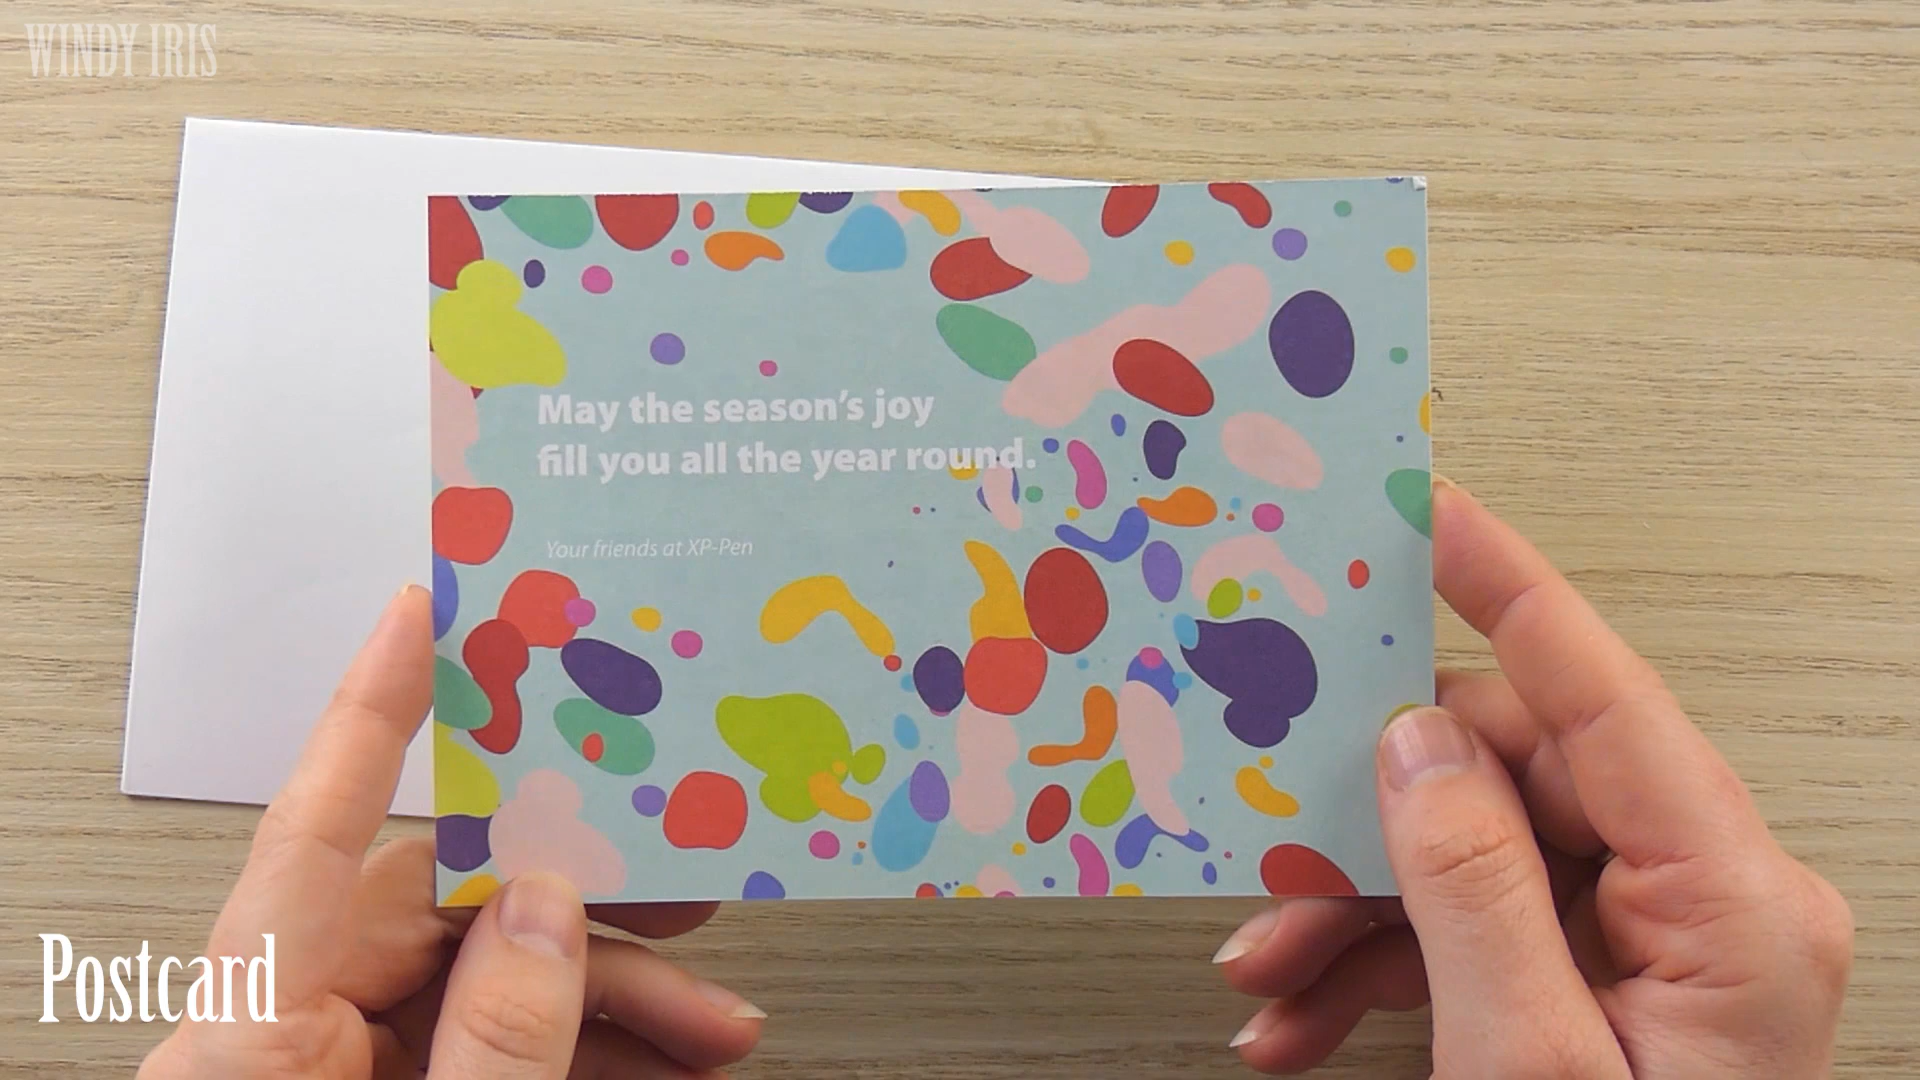 WINDY IRIS
May the season's joy
fill you all the year round.
Your friends at XP-Pen
Postcard